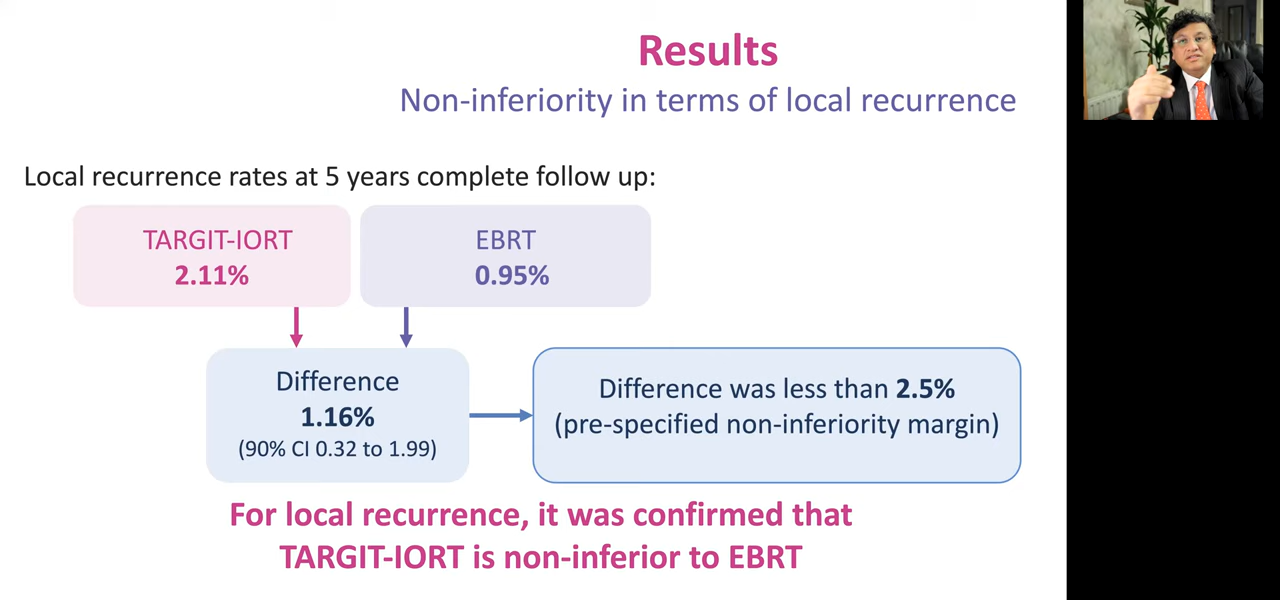 Results
Non-inferiority in terms of local recurrence
Local recurrence rates at 5 years complete follow up:
TARGIT-IORT
2.11%
EBRT
0.95%
Difference
1.16%
(90% CI 0.32 to 1.99)
Difference was less than 2.5%
(pre-specified non-inferiority margin)
For local recurrence, it was confirmed that
TARGIT-IORT is non-inferior to EBRT